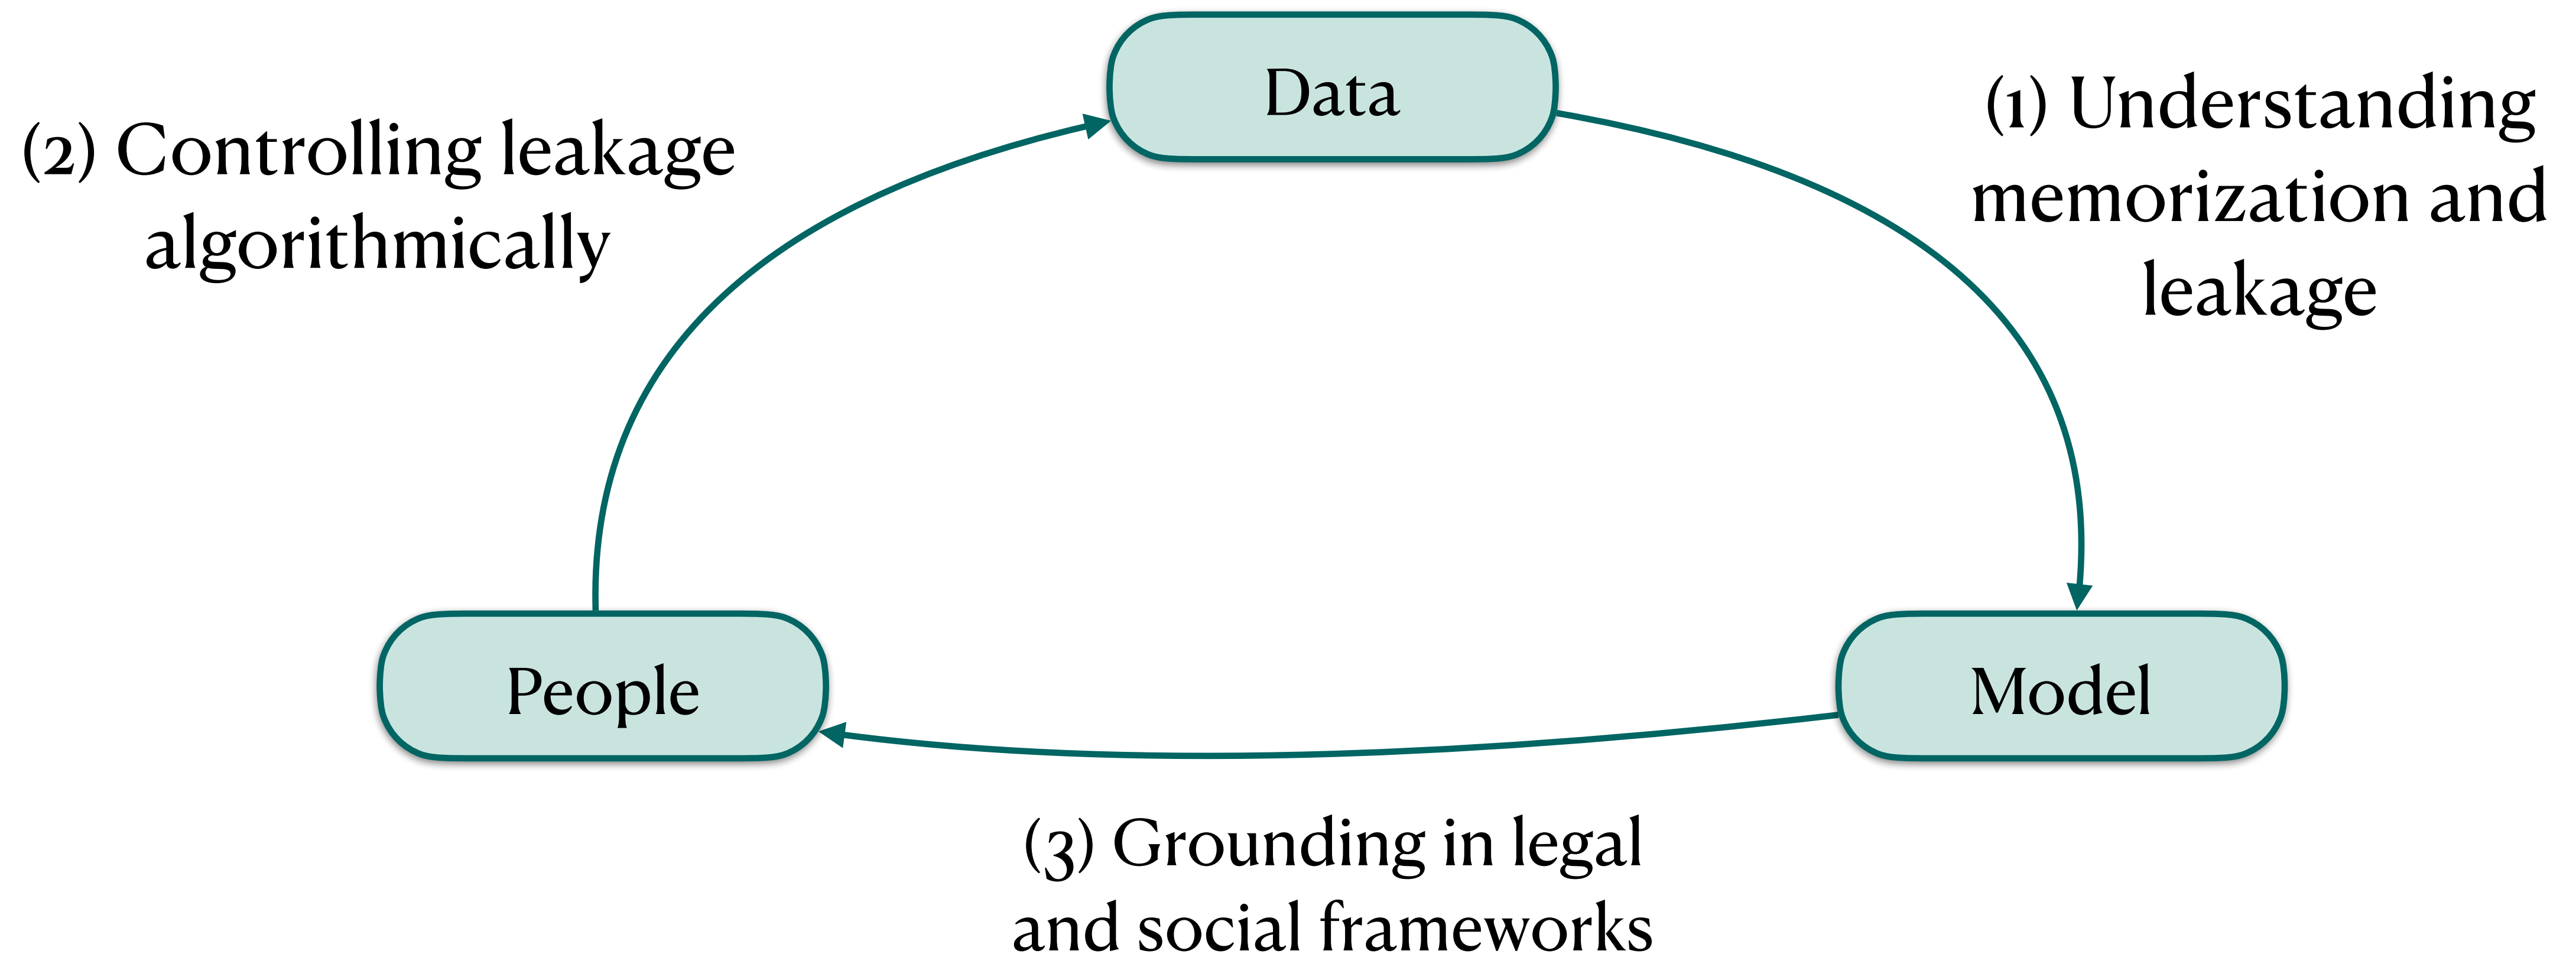 Data
(1) Understanding
memorization and
leakage
(2) Controlling leakage
algorithmically
People
Model
(3) Grounding in legal
and social frameworks